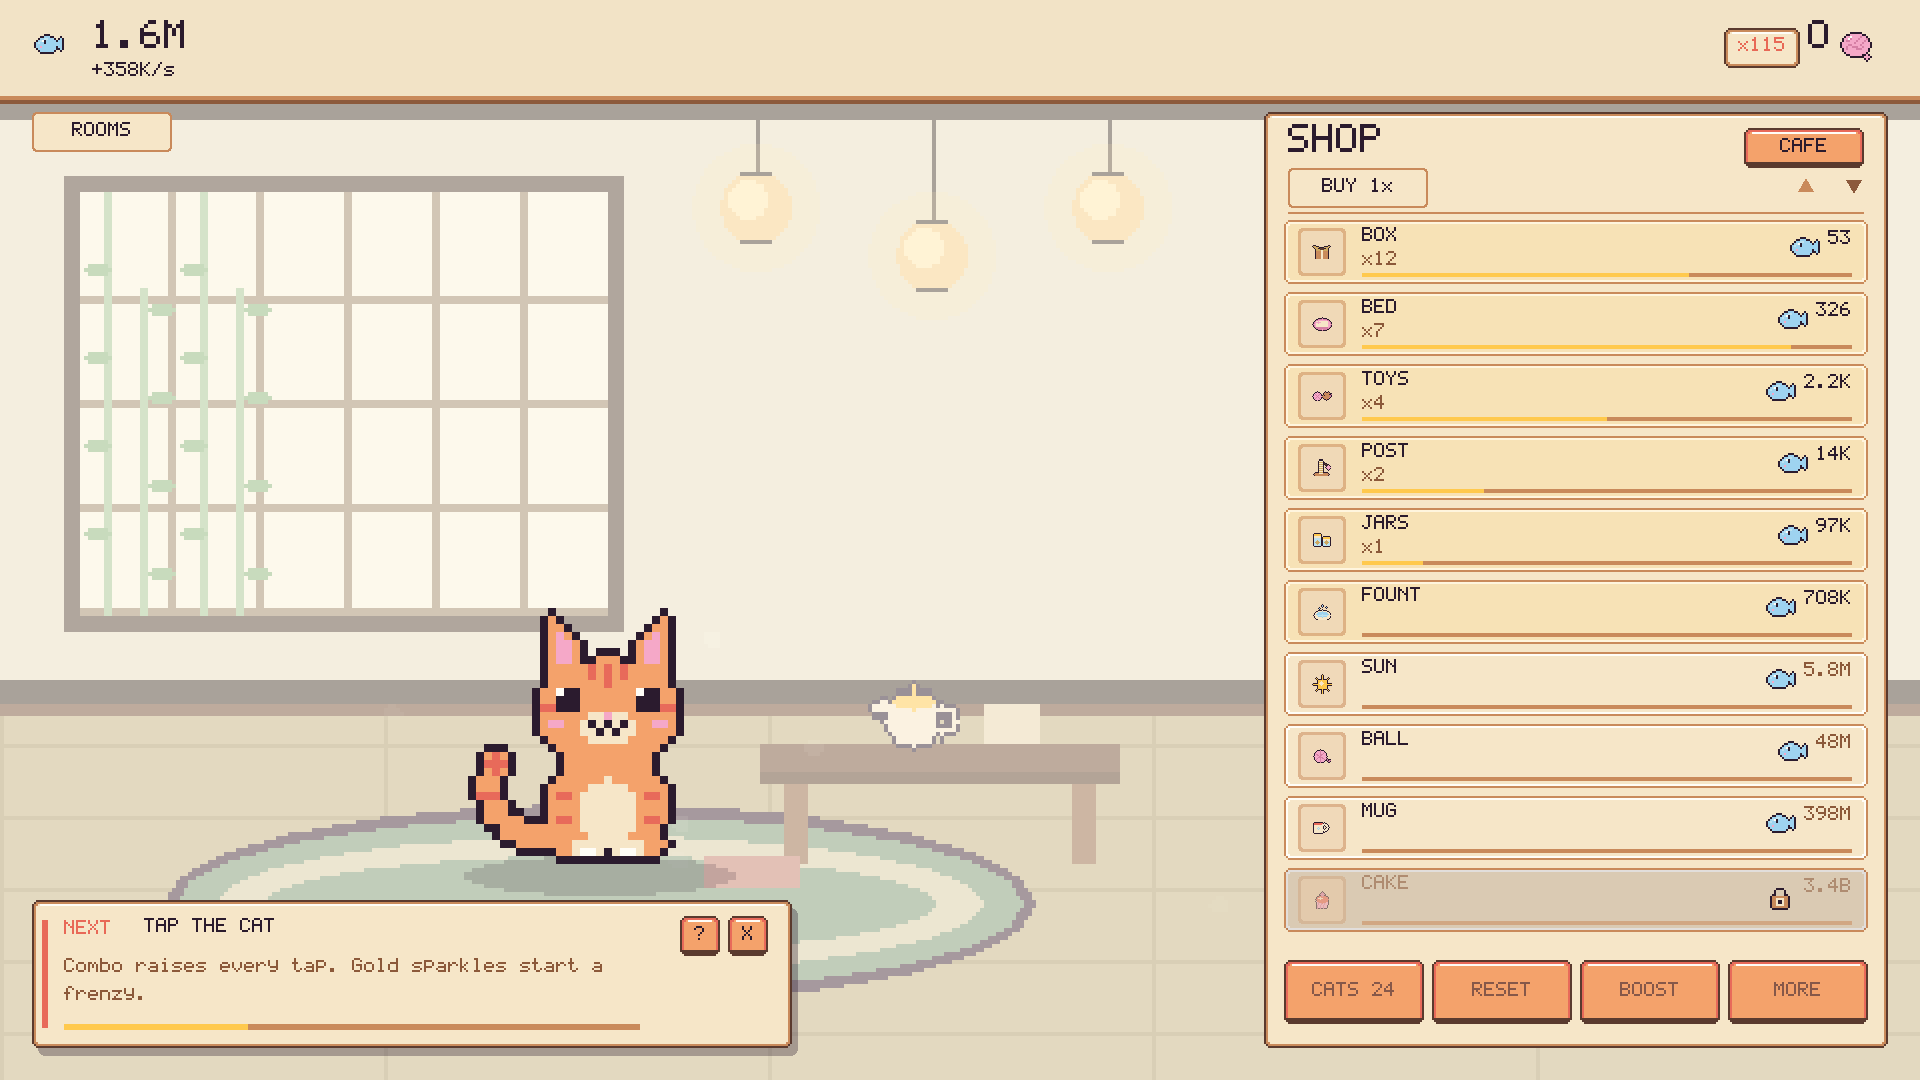 1.6M
+358K/s
x115
0
ROOMS
SHOP
CAFE
BUY 1x
BOX
x12
53
BED
x7
326
TOYS
x4
2.2K
POST
x2
14K
JARS
x1
97K
FOUNT
708K
SUN
5.8M
BALL
48M
MUG
398M
CAKE
3.4B
NEXT TAP THE CAT
? X
Combo raises every tap. Gold sparkles start a
frenzy.
CATS 24
RESET
BOOST
MORE